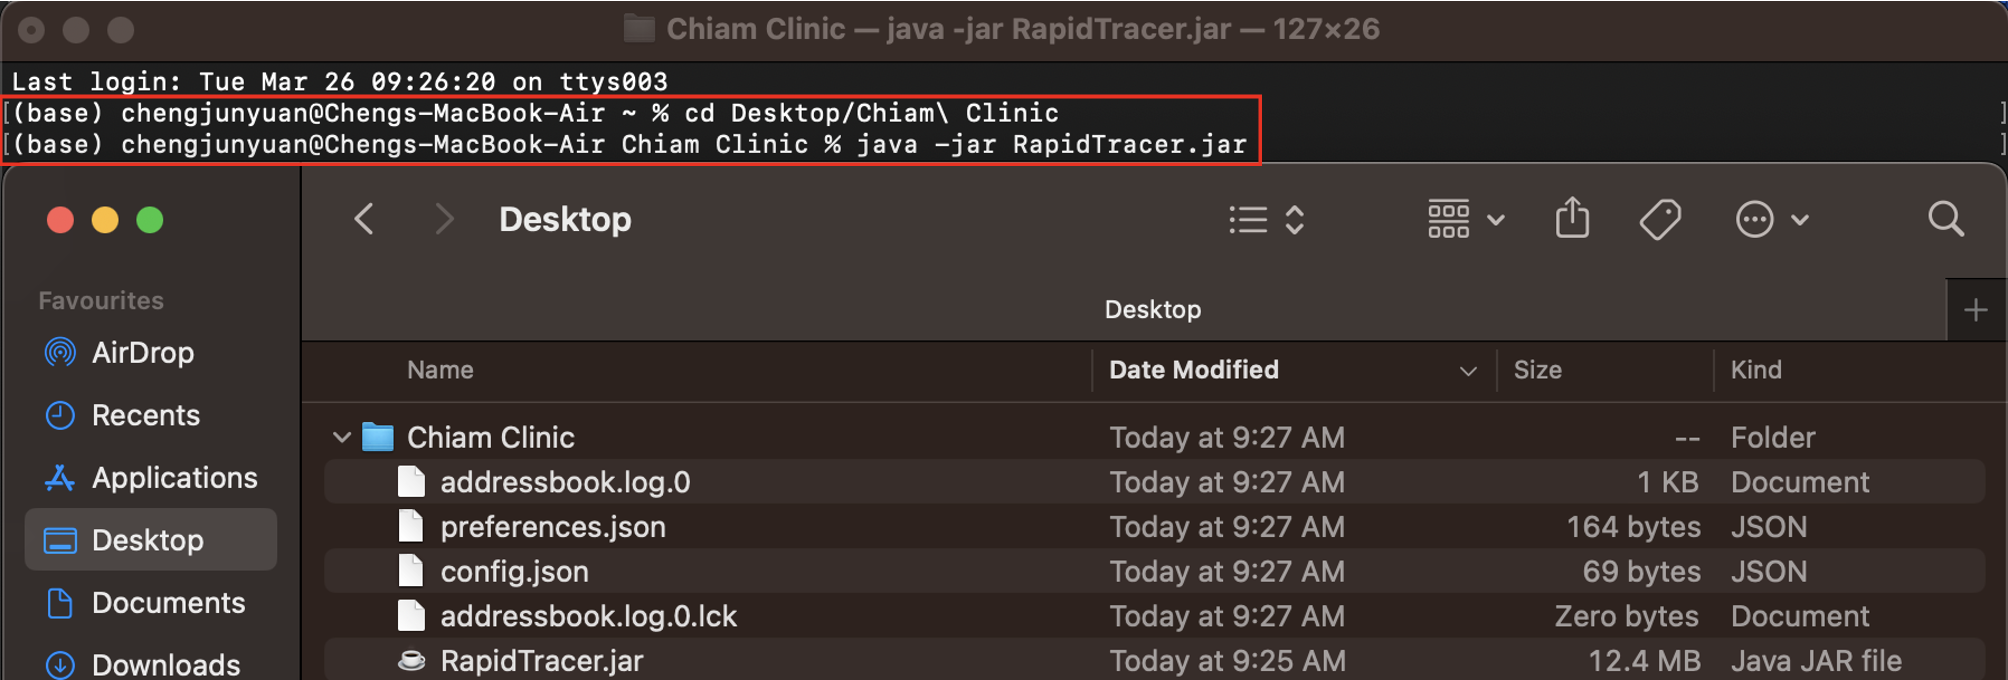 Chiam Clinic — java -jar RapidTracer.jar — 127×26
Last login: Tue Mar 26 09:26:20 on ttys003
[(base) chengjunyuan@Chengs-MacBook-Air ~ % cd Desktop/Chiam\ Clinic ]
[(base) chengjunyuan@Chengs-MacBook-Air Chiam Clinic % java -jar RapidTracer.jar ]
Desktop
Favourites
AirDrop
Recents
Applications
Desktop
Documents
Downloads
Desktop +
Name Date Modified Size Kind
Chiam Clinic Today at 9:27 AM -- Folder
addressbook.log.0 Today at 9:27 AM 1 KB Document
preferences.json Today at 9:27 AM 164 bytes JSON
config.json Today at 9:27 AM 69 bytes JSON
addressbook.log.0.lck Today at 9:27 AM Zero bytes Document
RapidTracer.jar Today at 9:25 AM 12.4 MB Java JAR file